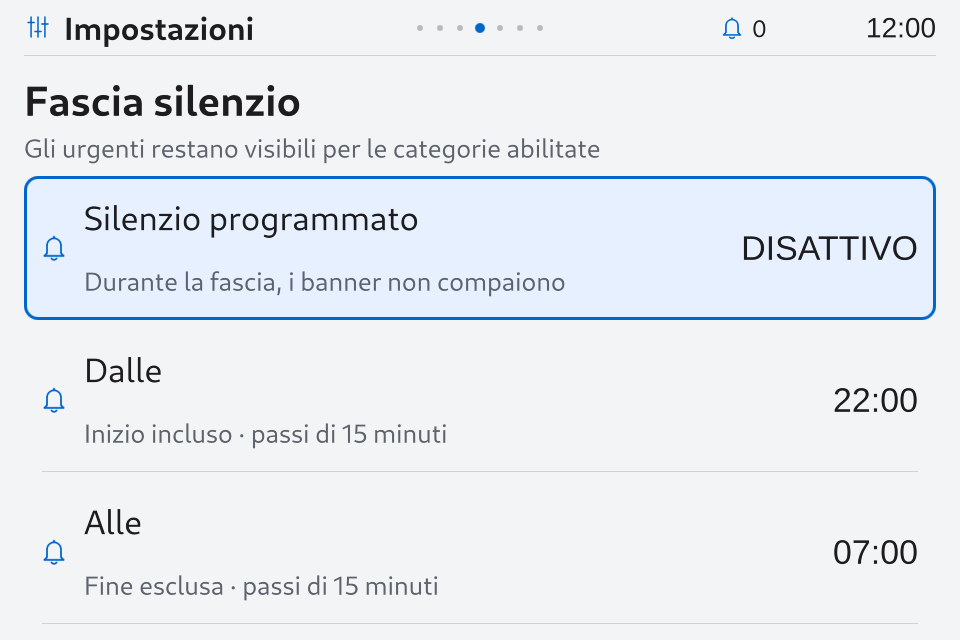 Impostazioni
0
12:00
Fascia silenzio
Gli urgenti restano visibili per le categorie abilitate
Silenzio programmato
DISATTIVO
Durante la fascia, i banner non compaiono
Dalle
22:00
Inizio incluso · passi di 15 minuti
Alle
07:00
Fine esclusa · passi di 15 minuti